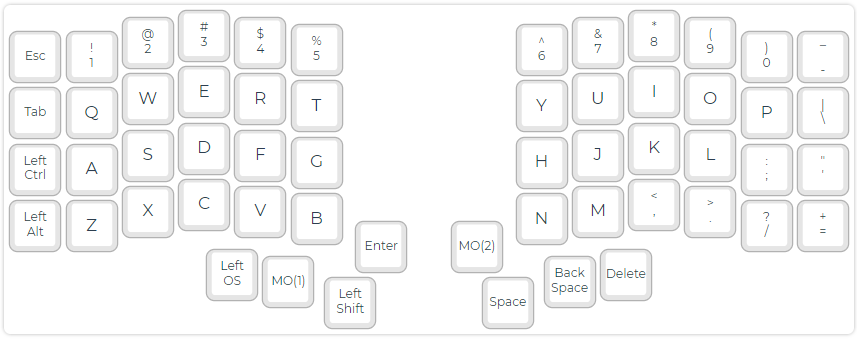 Esc ! @ # $ % ^ & * ( ) _
1 2 3 4 5 6 7 8 9 0 -
Tab Q W E R T Y U I O P |
\
Left
Ctrl A S D F G H J K L : "
; '
Left
Alt Z X C V B N M < > ? +
, . / =
Enter MO(2)
Left
OS MO(1) Back
Space Delete
Left
Shift Space